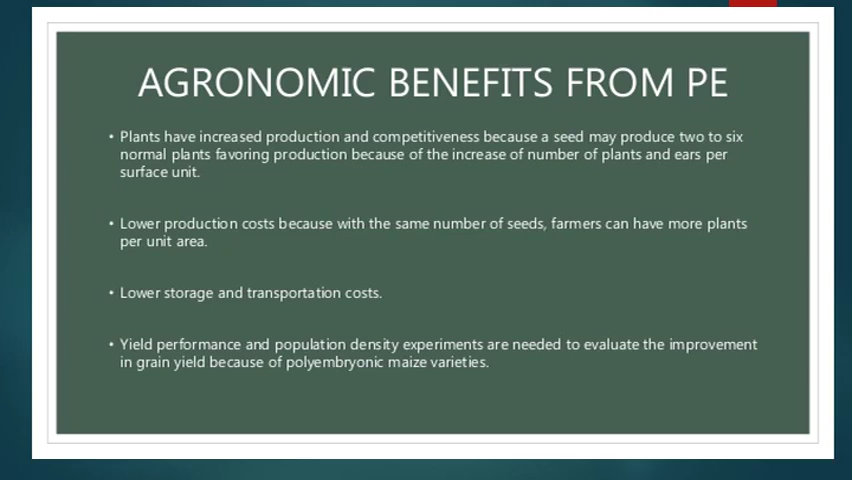 AGRONOMIC BENEFITS FROM PE
• Plants have increased production and competitiveness because a seed may produce two to six
normal plants favoring production because of the increase of number of plants and ears per
surface unit.
• Lower production costs because with the same number of seeds, farmers can have more plants
per unit area.
• Lower storage and transportation costs.
• Yield performance and population density experiments are needed to evaluate the improvement
in grain yield because of polyembryonic maize varieties.